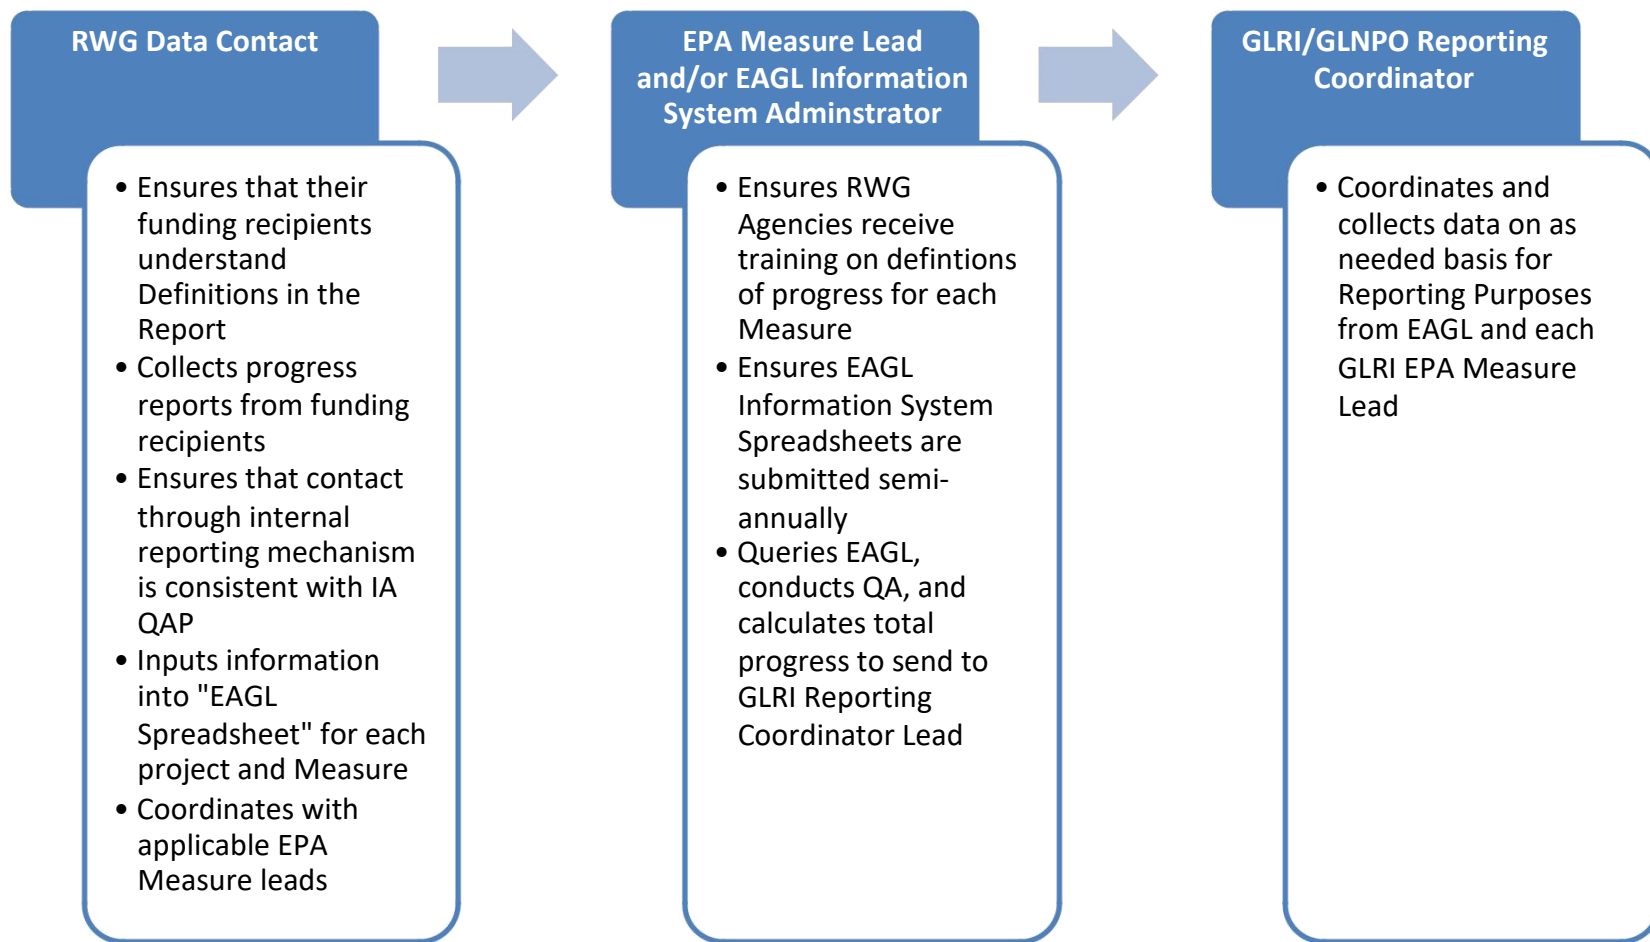 RWG Data Contact
• Ensures that their
funding recipients
understand
Definitions in the
Report
• Collects progress
reports from funding
recipients
• Ensures that contact
through internal
reporting mechanism
is consistent with IA
QAP
• Inputs information
into "EAGL
Spreadsheet" for each
project and Measure
• Coordinates with
applicable EPA
Measure leads
EPA Measure Lead
and/or EAGL Information
System Adminstrator
• Ensures RWG
Agencies receive
training on defintions
of progress for each
Measure
• Ensures EAGL
Information System
Spreadsheets are
submitted semi-
annually
• Queries EAGL,
conducts QA, and
calculates total
progress to send to
GLRI Reporting
Coordinator Lead
GLRI/GLNPO Reporting
Coordinator
• Coordinates and
collects data on as
needed basis for
Reporting Purposes
from EAGL and each
GLRI EPA Measure
Lead